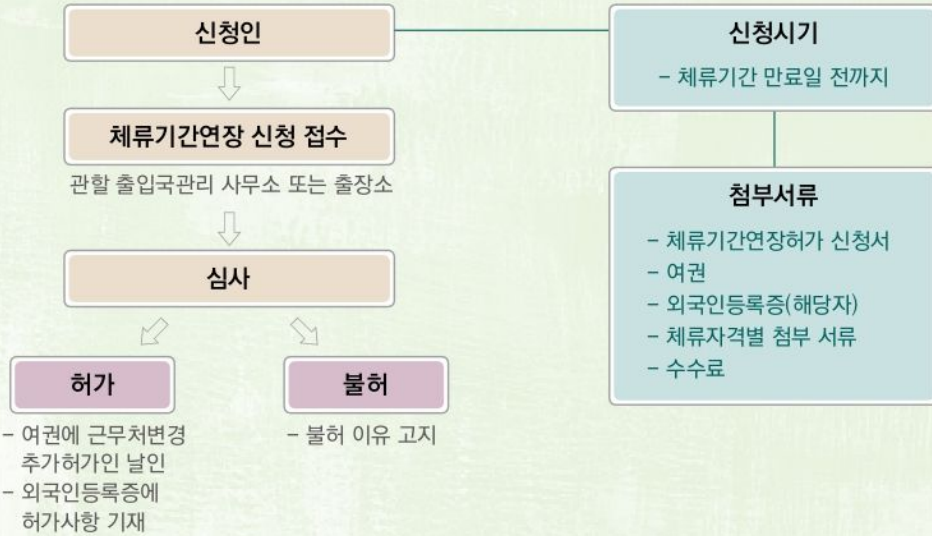 신청인
체류기간연장 신청 접수
관할 출입국관리 사무소 또는 출장소
심사
허가
– 여권에 근무처변경
추가허가인 날인
– 외국인등록증에
허가사항 기재
불허
– 불허 이유 고지
신청시기
– 체류기간 만료일 전까지
첨부서류
– 체류기간연장허가 신청서
– 여권
– 외국인등록증(해당자)
– 체류자격별 첨부 서류
– 수수료